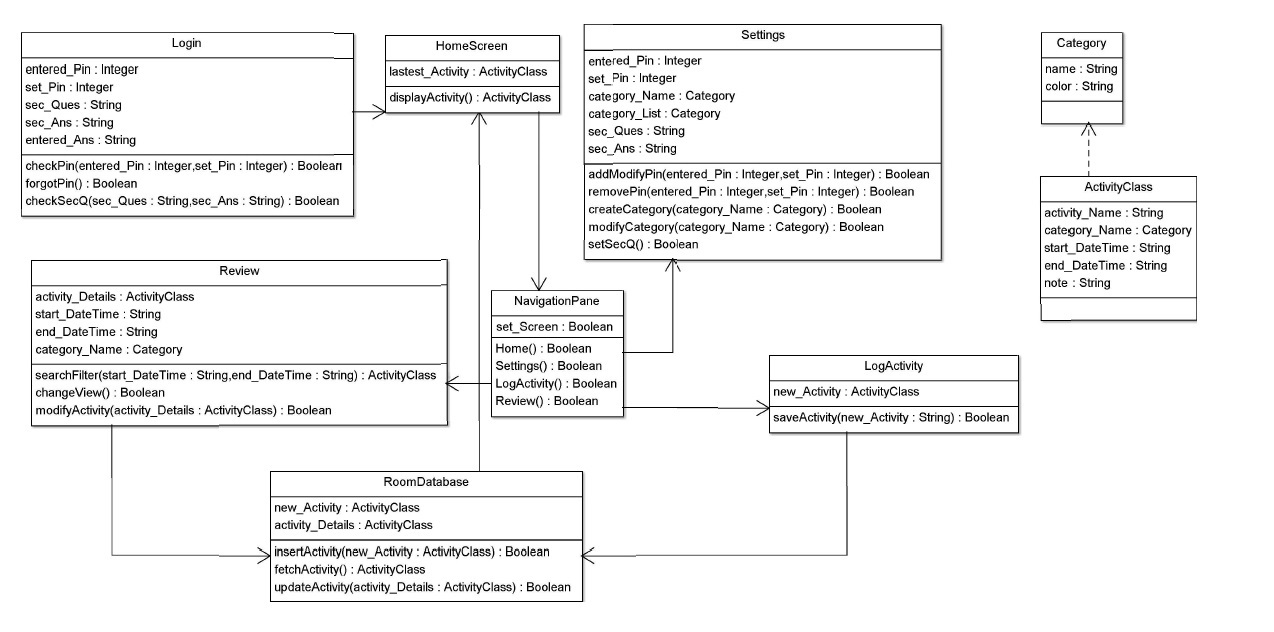 Login
entered_Pin : Integer
set_Pin : Integer
sec_Ques : String
sec_Ans : String
entered_Ans : String
checkPin(entered_Pin : Integer,set_Pin : Integer) : Boolean
forgotPin() : Boolean
checkSecQ(sec_Ques : String,sec_Ans : String) : Boolean
HomeScreen
lastest_Activity : ActivityClass
displayActivity() : ActivityClass
Settings
entered_Pin : Integer
set_Pin : Integer
category_Name : Category
category_List : Category
sec_Ques : String
sec_Ans : String
addModifyPin(entered_Pin : Integer,set_Pin : Integer) : Boolean
removePin(entered_Pin : Integer,set_Pin : Integer) : Boolean
createCategory(category_Name : Category) : Boolean
modifyCategory(category_Name : Category) : Boolean
setSecQ() : Boolean
Category
name : String
color : String
ActivityClass
activity_Name : String
category_Name : Category
start_DateTime : String
end_DateTime : String
note : String
Review
activity_Details : ActivityClass
start_DateTime : String
end_DateTime : String
category_Name : Category
searchFilter(start_DateTime : String,end_DateTime : String) : ActivityClass
changeView() : Boolean
modifyActivity(activity_Details : ActivityClass) : Boolean
NavigationPane
set_Screen : Boolean
Home() : Boolean
Settings() : Boolean
LogActivity() : Boolean
Review() : Boolean
LogActivity
new_Activity : ActivityClass
saveActivity(new_Activity : String) : Boolean
RoomDatabase
new_Activity : ActivityClass
activity_Details : ActivityClass
insertActivity(new_Activity : ActivityClass) : Boolean
fetchActivity() : ActivityClass
updateActivity(activity_Details : ActivityClass) : Boolean